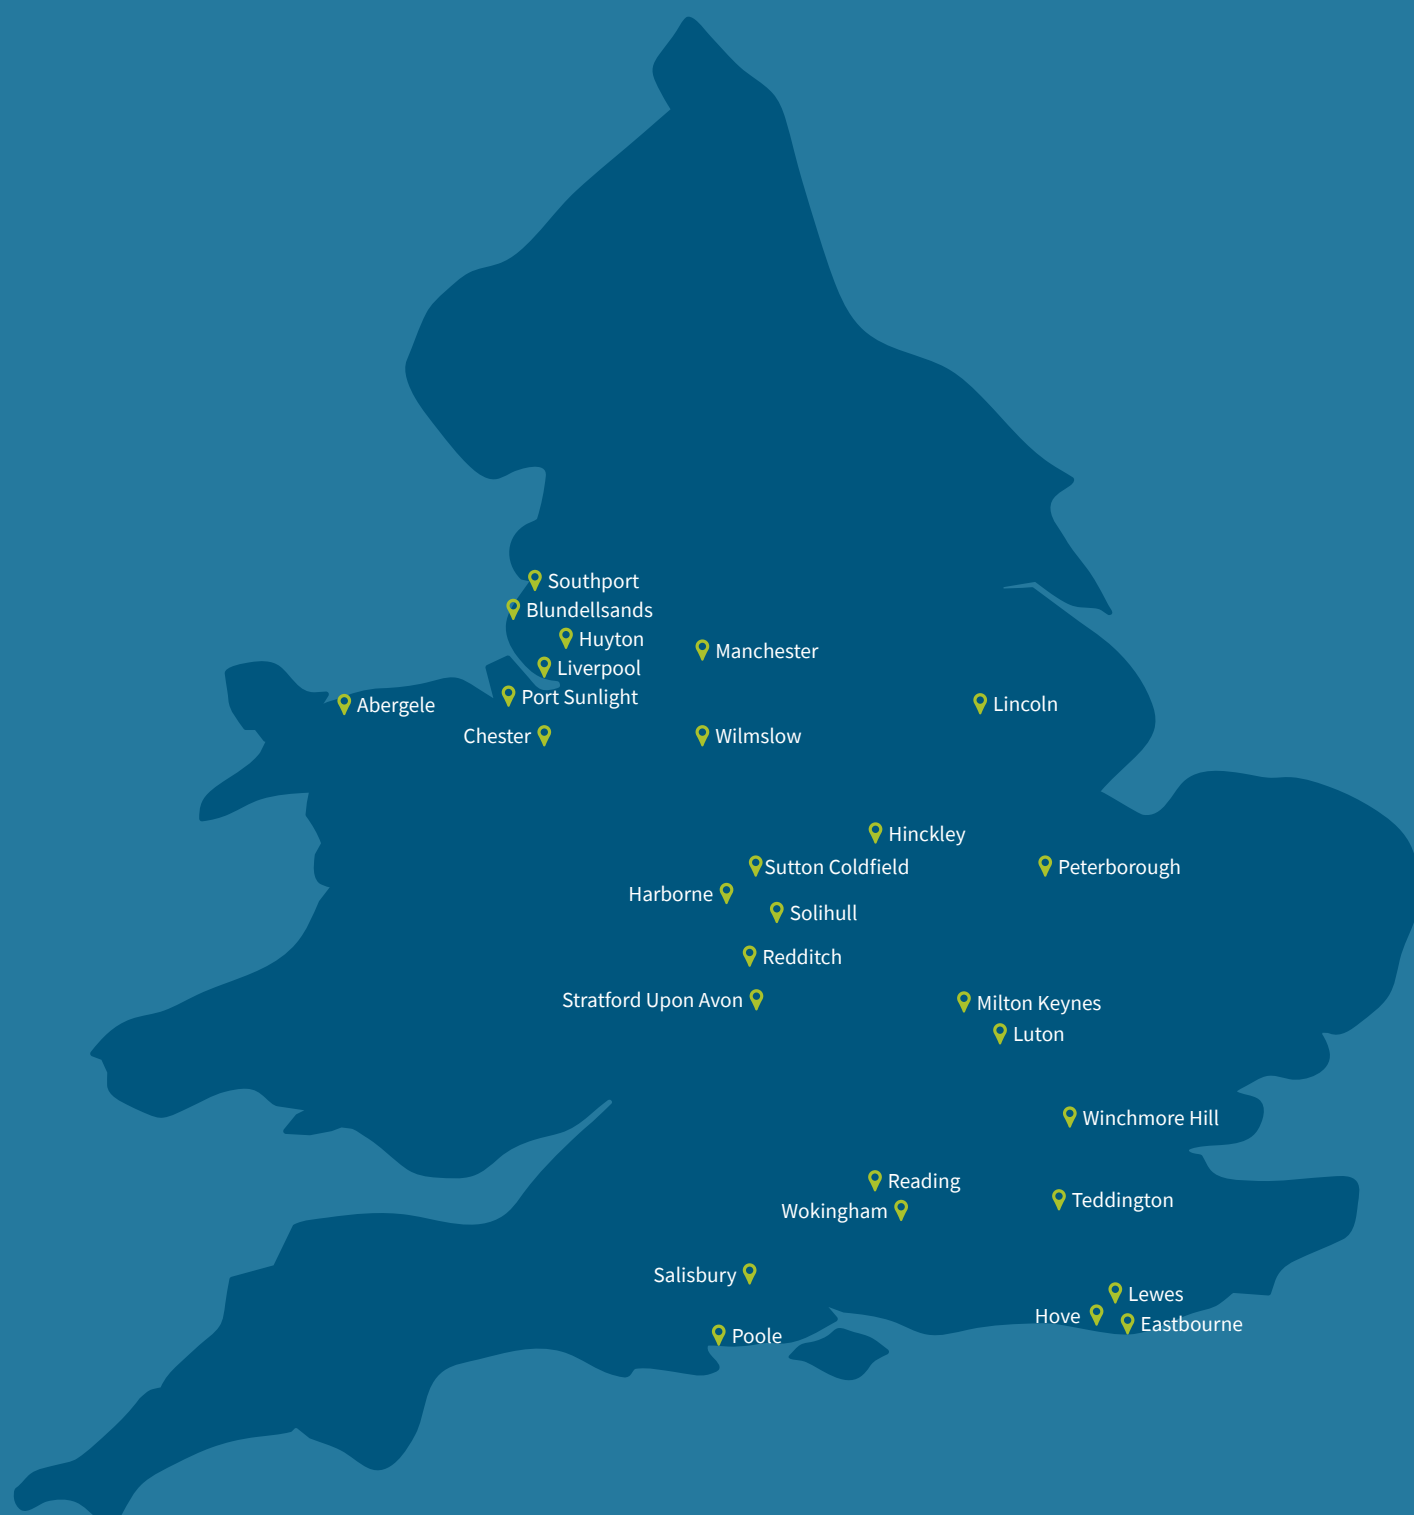 Southport
Blundellsands
Huyton
Manchester
Liverpool
Port Sunlight
Abergele
Lincoln
Chester
Wilmslow
Hinckley
Sutton Coldfield
Peterborough
Harborne
Solihull
Redditch
Stratford Upon Avon
Milton Keynes
Luton
Winchmore Hill
Reading
Teddington
Wokingham
Salisbury
Lewes
Hove
Eastbourne
Poole